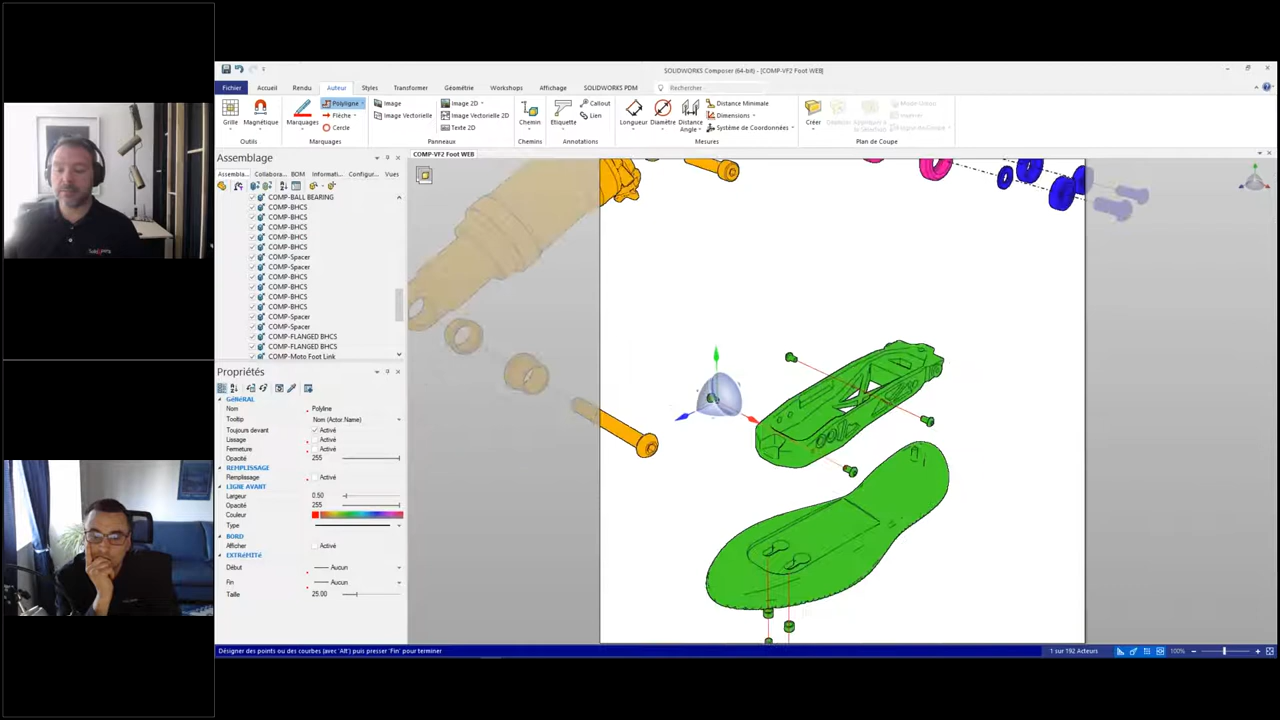 SOLIDWORKS Composer (64-bit) - [COMP-VF2 Foot WEB]
Fichier Accueil Rendu Auteur Styles Transformer Géométrie Workshops Affichage SOLIDWORKS PDM Rechercher
Grille Magnétique Marquages Polyligne Image Image 2D Chemin Etiquette Callout Longueur Diamètre Distance Angle Distance Minimale Créer
Flèche Image Vectorielle Image Vectorielle 2D Lien Dimensions
Cercle Texte 2D Système de Coordonnées
Outils Marquages Panneaux Chemins Annotations Mesures Plan de Coupe
Assemblage
COMP-VF2 Foot WEB
Assembla... Collabora... BOM Informati... Configur... Vues
COMP-BALL BEARING
COMP-BHCS
COMP-BHCS
COMP-BHCS
COMP-BHCS
COMP-BHCS
COMP-Spacer
COMP-Spacer
COMP-BHCS
COMP-BHCS
COMP-BHCS
COMP-BHCS
COMP-Spacer
COMP-Spacer
COMP-FLANGED BHCS
COMP-FLANGED BHCS
COMP-Moto Foot Link
Propriétés
GéNéRAL
Nom Polyline
Tooltip Nom (Actor.Name)
Toujours devant Activé
Lissage Activé
Fermeture Activé
Opacité 255
REMPLISSAGE
Remplissage Activé
LIGNE AVANT
Largeur 0.50
Opacité 255
Couleur
Type
BORD
Afficher Activé
EXTRéMITé
Début Aucun
Fin Aucun
Taille 25.00
Désigner des points ou des courbes (avec 'Alt') puis presser 'Fin' pour terminer
1 sur 192 Acteurs 100%